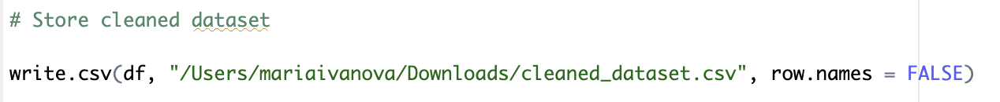 # Store cleaned dataset
write.csv(df, "/Users/mariaivanova/Downloads/cleaned_dataset.csv", row.names = FALSE)